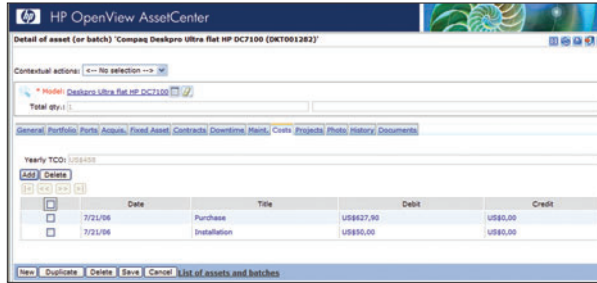 HP OpenView AssetCenter
Detail of asset (or batch) 'Compaq Deskpro Ultra flat HP DC7100 (DKT001282)'
Contextual actions: <-- No selection -->
* Model: Deskpro Ultra flat HP DC7100
Total qty.: 1
General Portfolio Ports Acquis. Fixed Asset Contracts Downtime Maint. Costs Projects Photo History Documents
Yearly TCO: US$458
Add Delete
|< << >> >|
Date Title Debit Credit
7/21/06 Purchase US$627,90 US$0,00
7/21/06 Installation US$50,00 US$0,00
New Duplicate Delete Save Cancel List of assets and batches